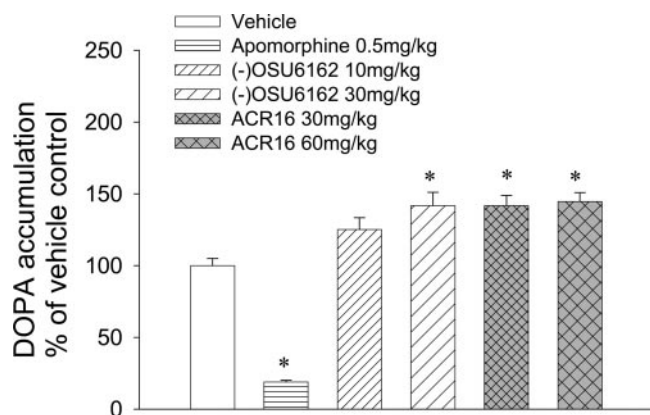 Vehicle
Apomorphine 0.5mg/kg
(-)OSU6162 10mg/kg
(-)OSU6162 30mg/kg
ACR16 30mg/kg
ACR16 60mg/kg
DOPA accumulation
% of vehicle control
250
200
150
100
50
0
*
*
*
*